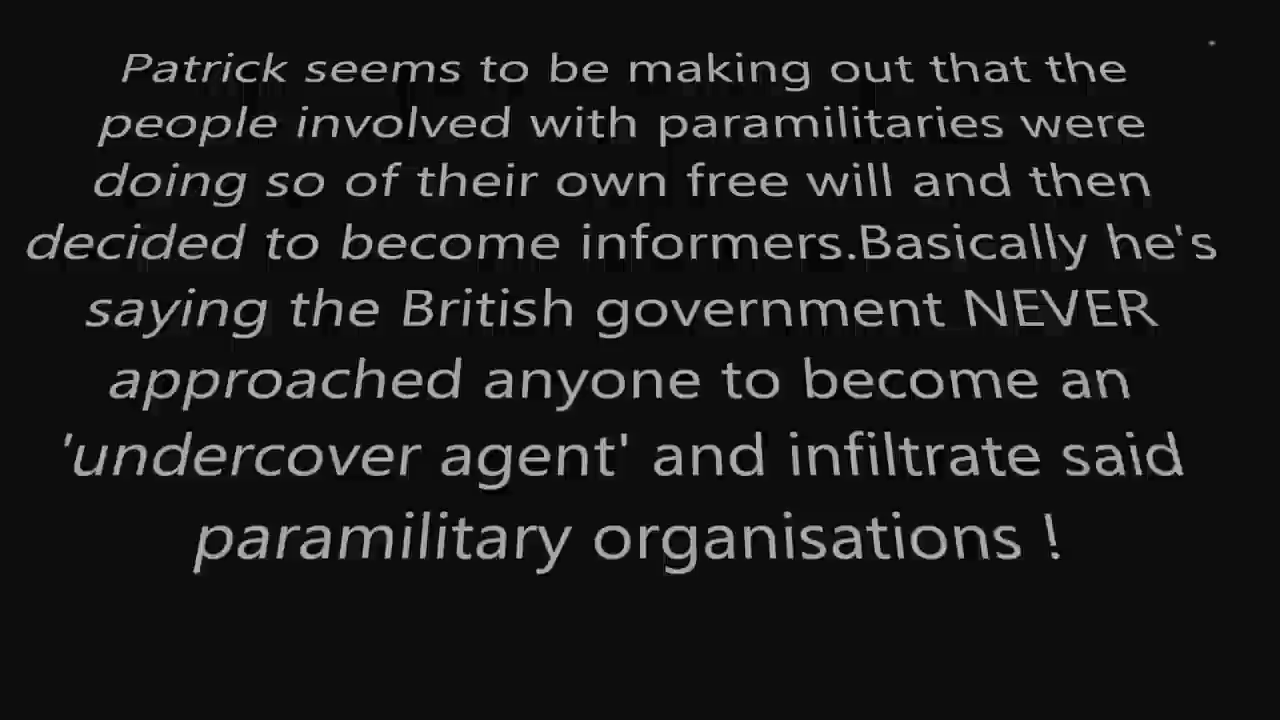 Patrick seems to be making out that the
people involved with paramilitaries were
doing so of their own free will and then
decided to become informers.Basically he's
saying the British government NEVER
approached anyone to become an
'undercover agent' and infiltrate said
paramilitary organisations !